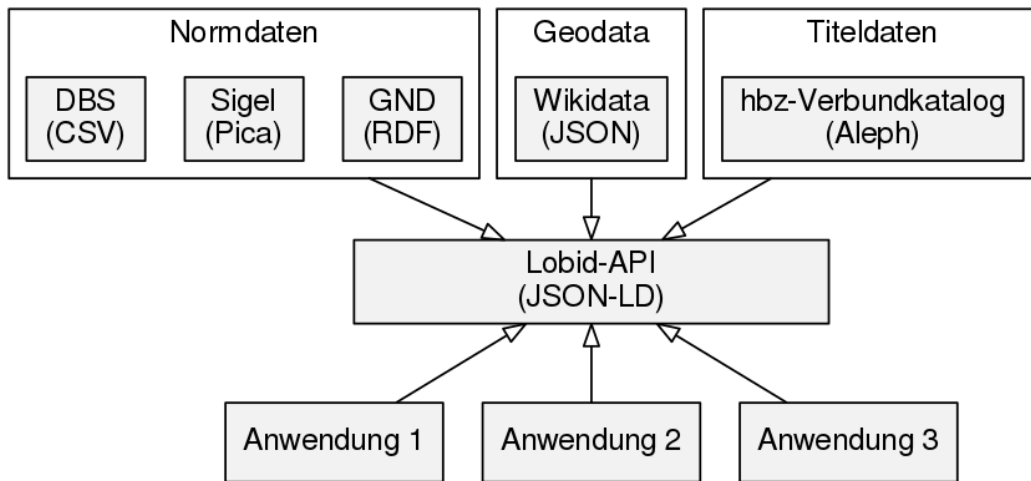 Normdaten
DBS
(CSV)
Sigel
(Pica)
GND
(RDF)
Geodata
Wikidata
(JSON)
Titeldaten
hbz-Verbundkatalog
(Aleph)
Lobid-API
(JSON-LD)
Anwendung 1
Anwendung 2
Anwendung 3